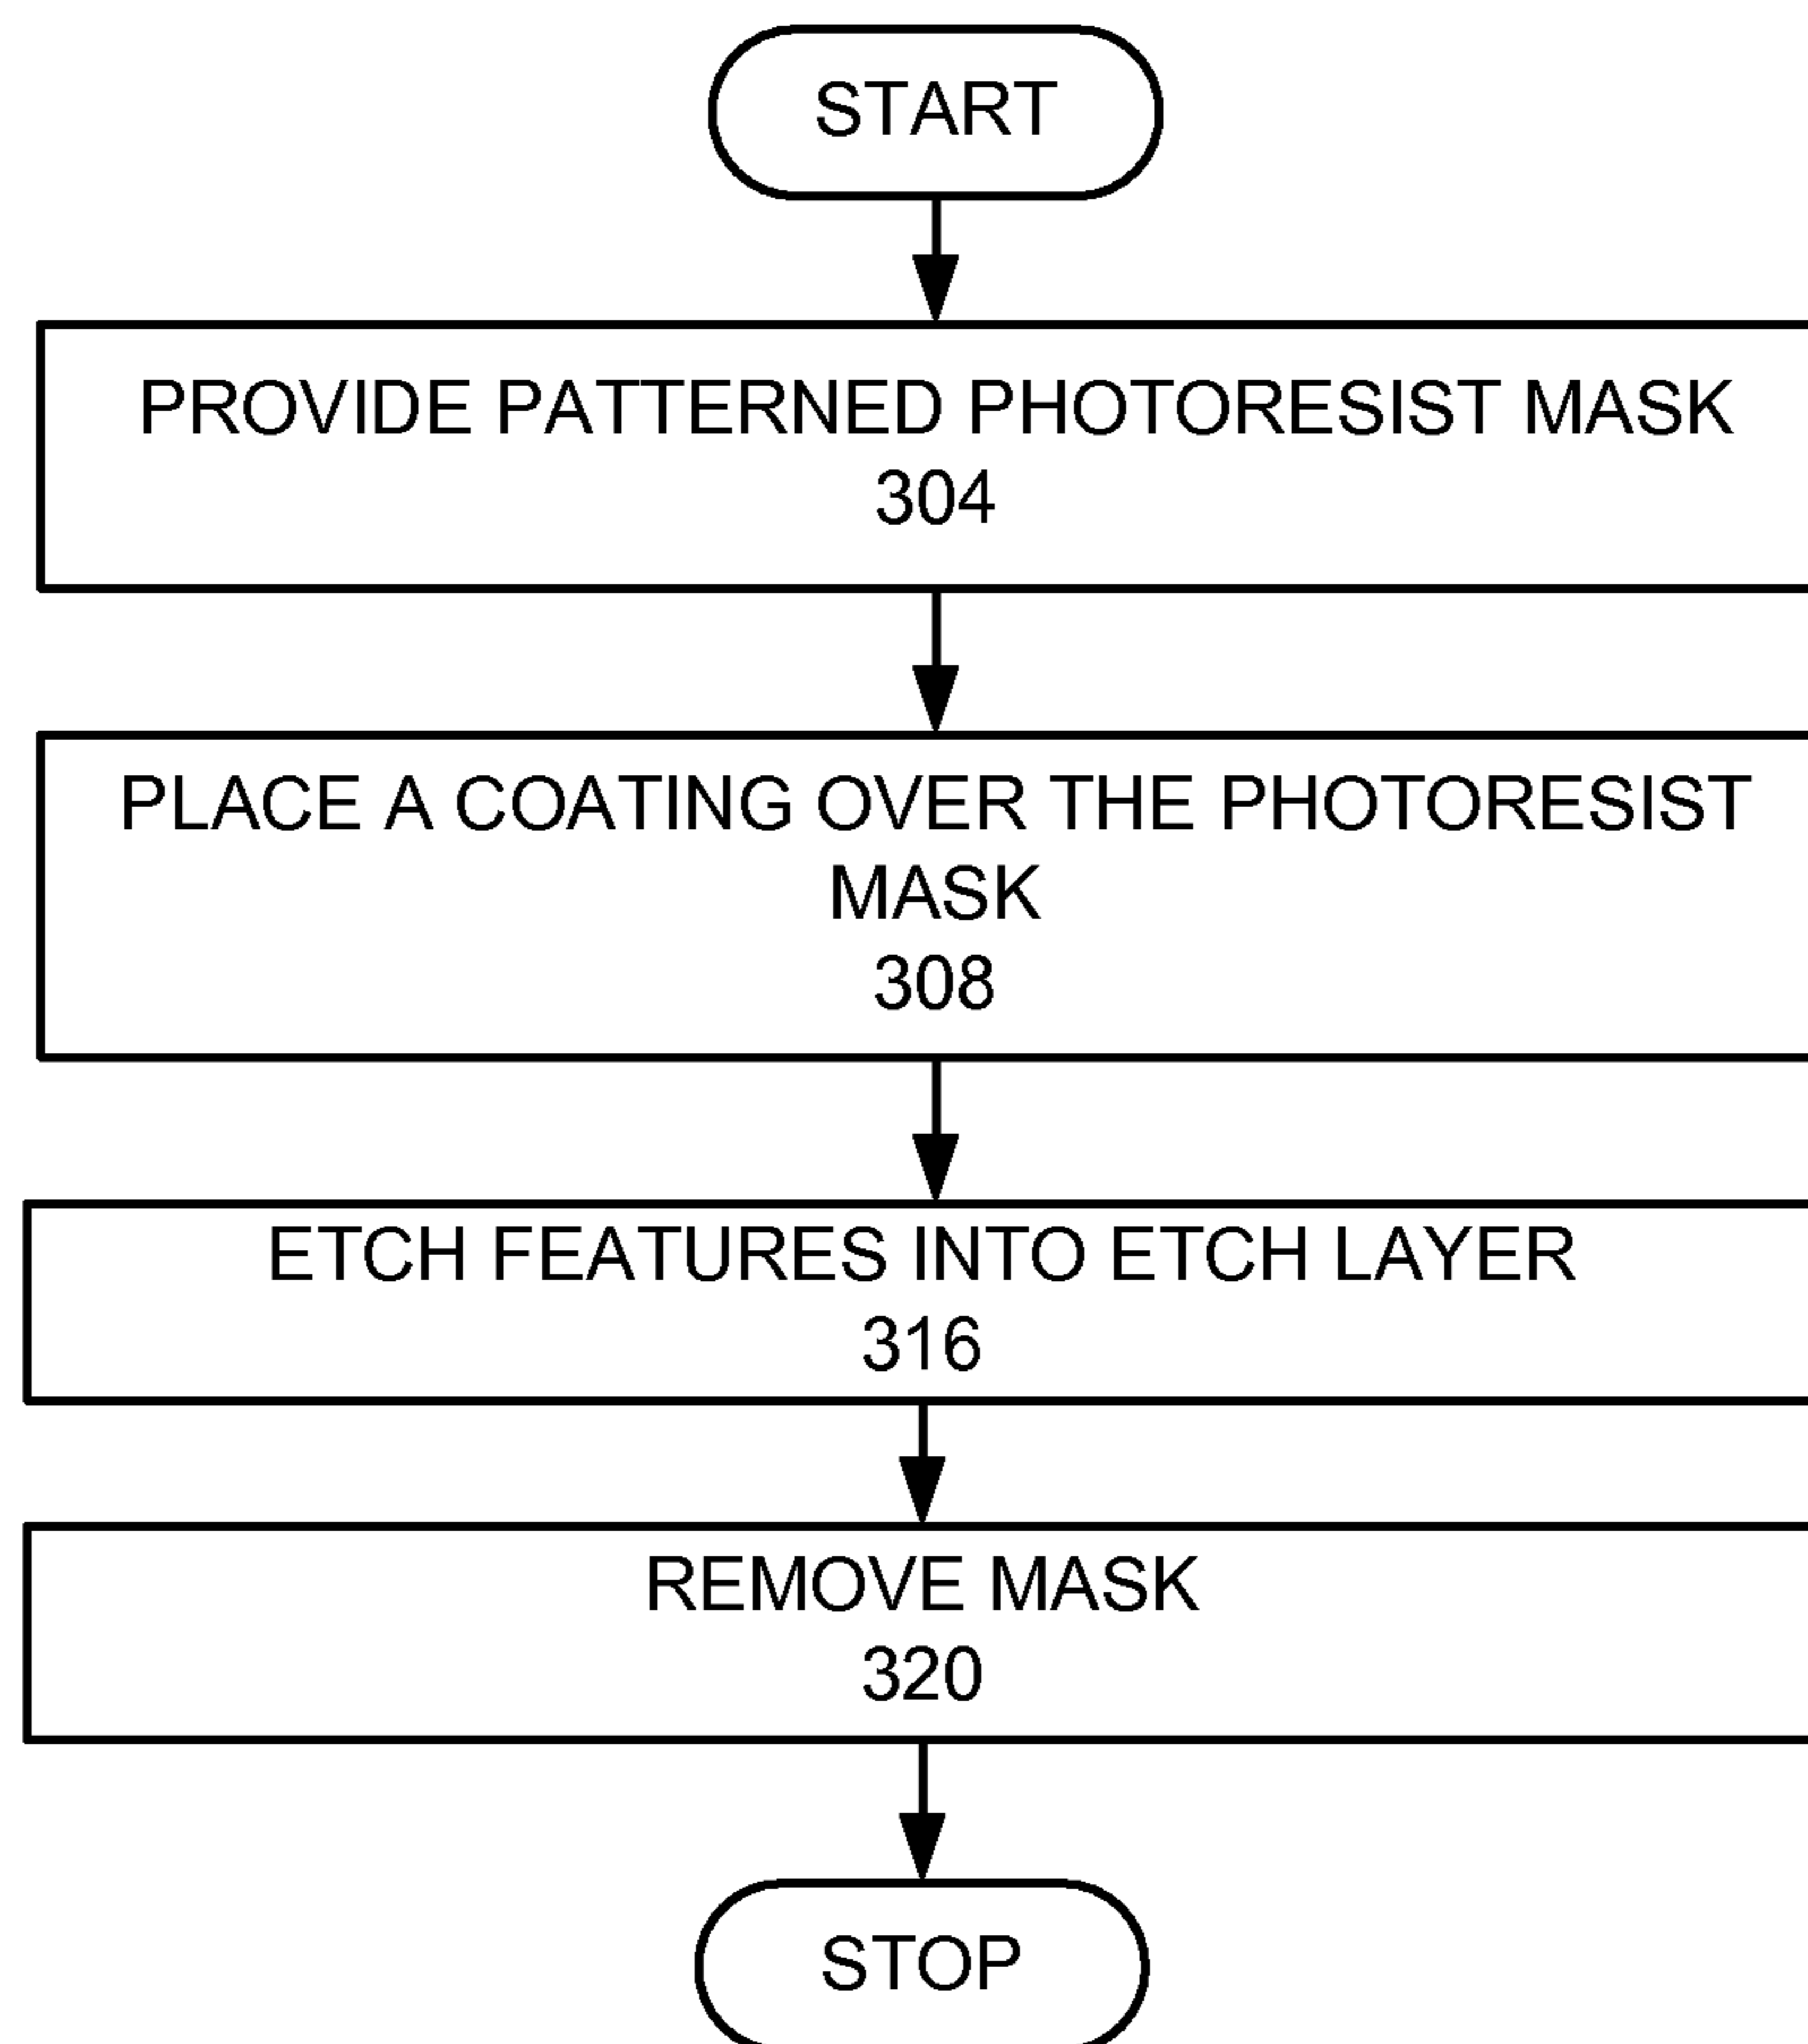 START
PROVIDE PATTERNED PHOTORESIST MASK
304
PLACE A COATING OVER THE PHOTORESIST
MASK
308
ETCH FEATURES INTO ETCH LAYER
316
REMOVE MASK
320
STOP